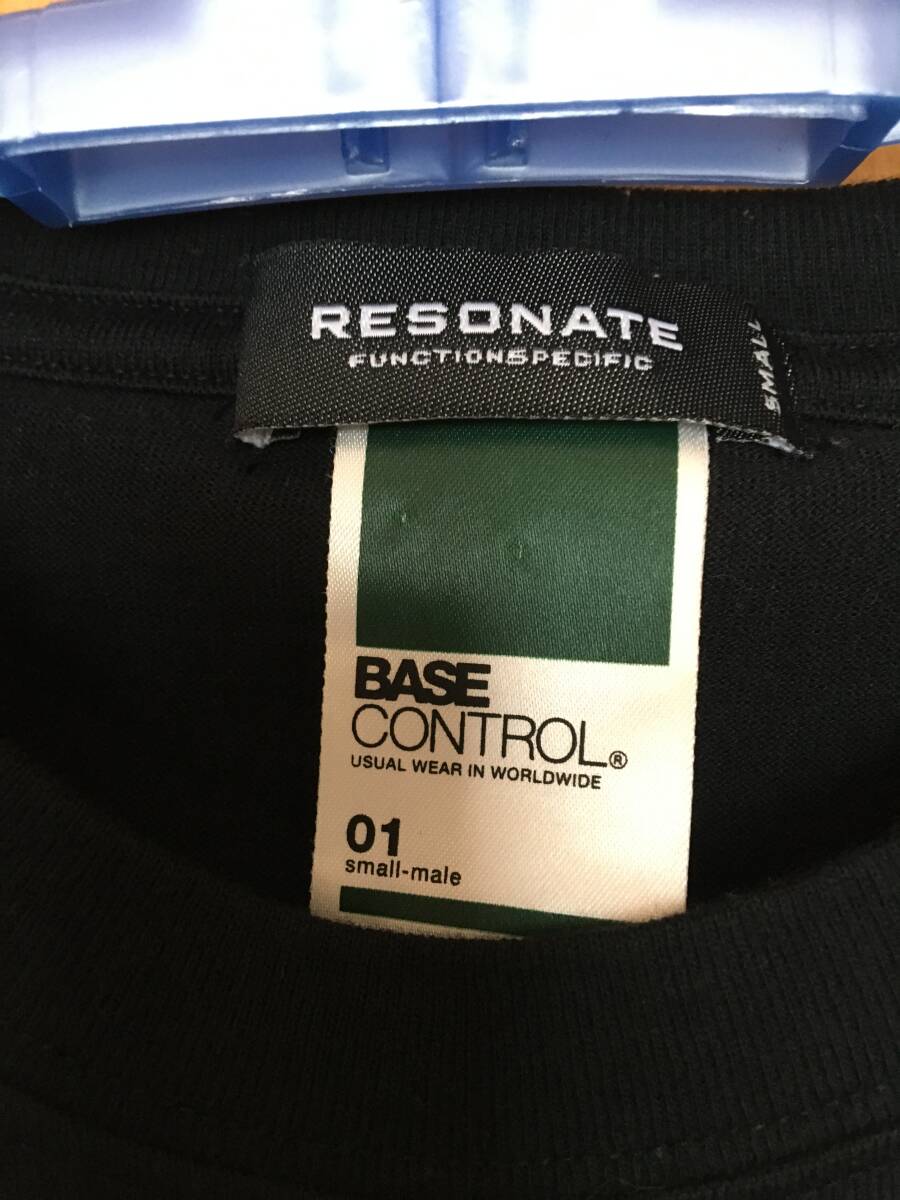 RESONATE
FUNCTIONSPECIFIC
SMALL
BASE
CONTROL®
USUAL WEAR IN WORLDWIDE
01
small-male